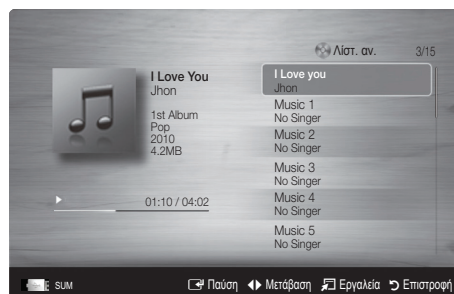 Λίστ. αν. 3/15
I Love You
Jhon
1st Album
Pop
2010
4.2MB
01:10 / 04:02
I Love you
Jhon
Music 1
No Singer
Music 2
No Singer
Music 3
No Singer
Music 4
No Singer
Music 5
No Singer
SUM Παύση Μετάβαση Εργαλεία Επιστροφή